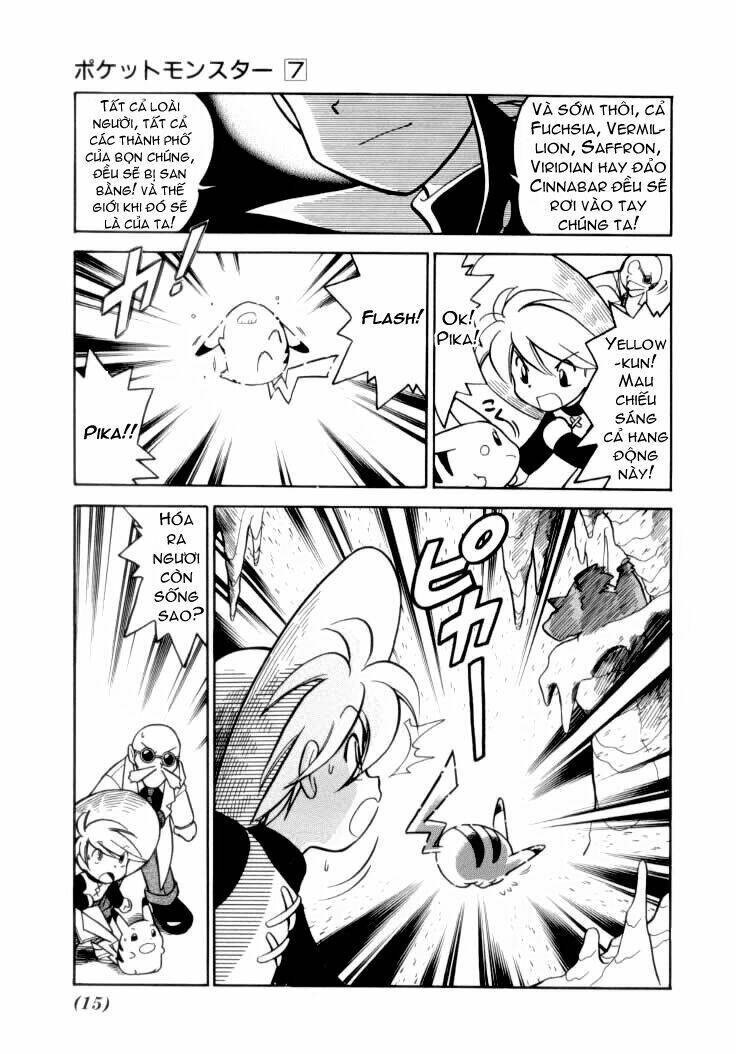 ポケットモンスター 7
VÀ SỚM THÔI, CẢ
FUCHSIA, VERMIL-
LION, SAFFRON,
VIRIDIAN HAY ĐẢO
CINNABAR ĐỀU SẼ
RƠI VÀO TAY
CHÚNG TA!
TẤT CẢ LOÀI
NGƯỜI, TẤT CẢ
CÁC THÀNH PHỐ
CỦA BỌN CHÚNG,
ĐỀU SẼ BỊ SAN
BẰNG! VÀ THẾ
GIỚI KHI ĐÓ SẼ
LÀ CỦA TA!
YELLOW-
KUN!
MAU
CHIẾU
SÁNG
CẢ HANG
ĐỘNG
NÀY!
OK!
PIKA!
FLASH!
カッ!
PIKA!!
ピカー
HÓA
RA
NGƯƠI
CÒN
SỐNG
SAO?
(15)